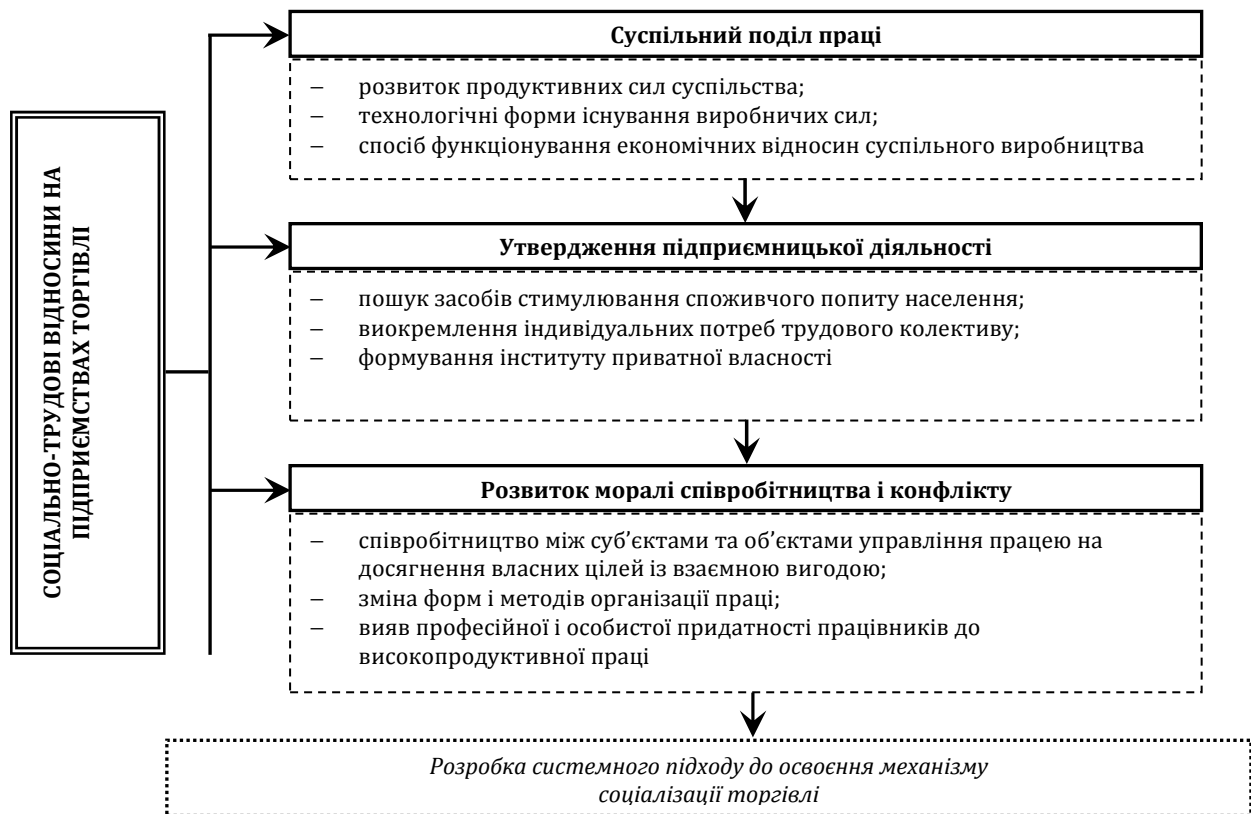 СОЦІАЛЬНО-ТРУДОВІ ВІДНОСИНИ НА
ПІДПРИЄМСТВАХ ТОРГІВЛІ
Суспільний поділ праці
– розвиток продуктивних сил суспільства;
– технологічні форми існування виробничих сил;
– спосіб функціонування економічних відносин суспільного виробництва
Утвердження підприємницької діяльності
– пошук засобів стимулювання споживчого попиту населення;
– виокремлення індивідуальних потреб трудового колективу;
– формування інституту приватної власності
Розвиток моралі співробітництва і конфлікту
– співробітництво між суб’єктами та об’єктами управління працею на
досягнення власних цілей із взаємною вигодою;
– зміна форм і методів організації праці;
– вияв професійної і особистої придатності працівників до
високопродуктивної праці
Розробка системного підходу до освоєння механізму
соціалізації торгівлі